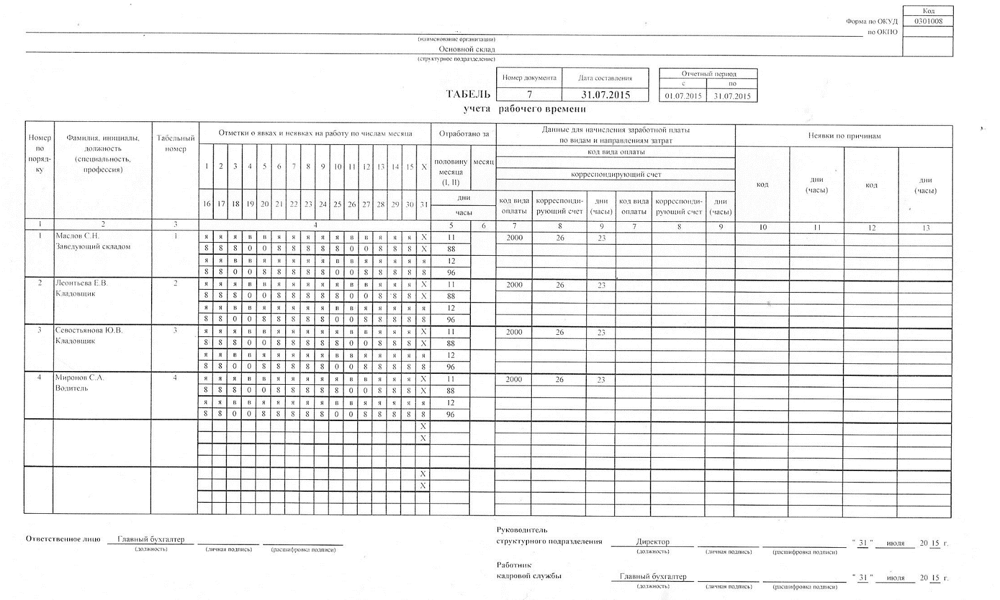 Код
Форма по ОКУД 0301008
по ОКПО
(наименование организации)
Основной склад
(структурное подразделение)
Номер документа Дата составления Отчетный период
с по
ТАБЕЛЬ 7 31.07.2015 01.07.2015 31.07.2015
учета рабочего времени
Номер по поряд- ку Фамилия, инициалы, должность (специальность, профессия) Табельный номер Отметки о явках и неявках на работу по числам месяца Отработано за Данные для начисления заработной платы по видам и направлениям затрат Неявки по причинам
1 2 3 4 5 6 7 8 9 10 11 12 13 14 15 X половину месяца (I, II) месяц код вида оплаты
корреспондирующий счет
код дни (часы) код дни (часы)
16 17 18 19 20 21 22 23 24 25 26 27 28 29 30 31 дни
часы
код вида оплаты корреспонди- рующий счет дни (часы) код вида оплаты корреспонди- рующий счет дни (часы)
1 2 3 4 5 6 7 8 9 7 8 9 10 11 12 13
1 Маслов С.Н. 1 я я я в в я я я я я в в я я я X 11 2000 26 23
Заведующий складом 8 8 8 0 0 8 8 8 8 8 0 0 8 8 8 X 88
я я в в я я я я я в в я я я я я 12
8 8 0 0 8 8 8 8 8 0 0 8 8 8 8 8 96
2 Леонтьева Е.В. 2 я я я в в я я я я я в в я я я X 11 2000 26 23
Кладовщик 8 8 8 0 0 8 8 8 8 8 0 0 8 8 8 X 88
я я в в я я я я я в в я я я я я 12
8 8 0 0 8 8 8 8 8 0 0 8 8 8 8 8 96
3 Севостьянова Ю.В. 3 я я я в в я я я я я в в я я я X 11 2000 26 23
Кладовщик 8 8 8 0 0 8 8 8 8 8 0 0 8 8 8 X 88
я я в в я я я я я в в я я я я я 12
8 8 0 0 8 8 8 8 8 0 0 8 8 8 8 8 96
4 Миронов С.А. 4 я я я в в я я я я я в в я я я X 11 2000 26 23
Водитель 8 8 8 0 0 8 8 8 8 8 0 0 8 8 8 X 88
я я в в я я я я я в в я я я я я 12
8 8 0 0 8 8 8 8 8 0 0 8 8 8 8 8 96
X
X
X
X
Ответственное лицо Главный бухгалтер
(должность) (личная подпись) (расшифровка подписи)
Руководитель
структурного подразделения Директор " 31 " июля 20 15 г.
(должность) (личная подпись) (расшифровка подписи)
Работник
кадровой службы Главный бухгалтер " 31 " июля 20 15 г.
(должность) (личная подпись) (расшифровка подписи)